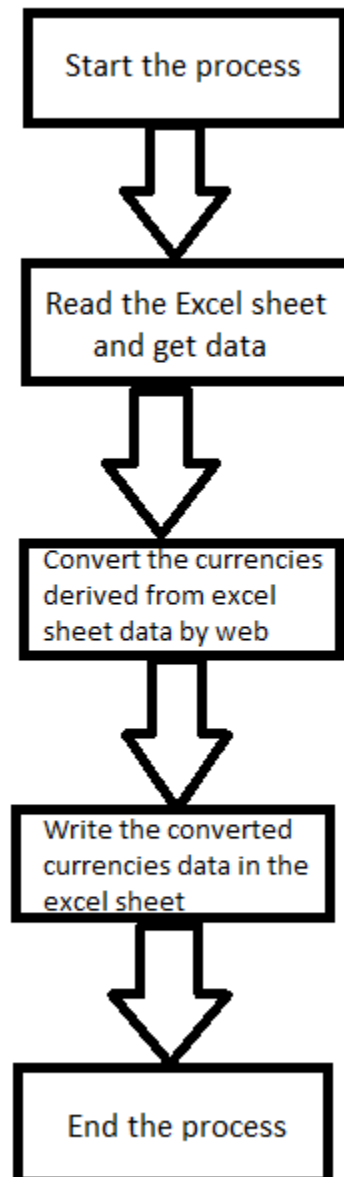 Start the process
Read the Excel sheet
and get data
Convert the currencies
derived from excel
sheet data by web
Write the converted
currencies data in the
excel sheet
End the process